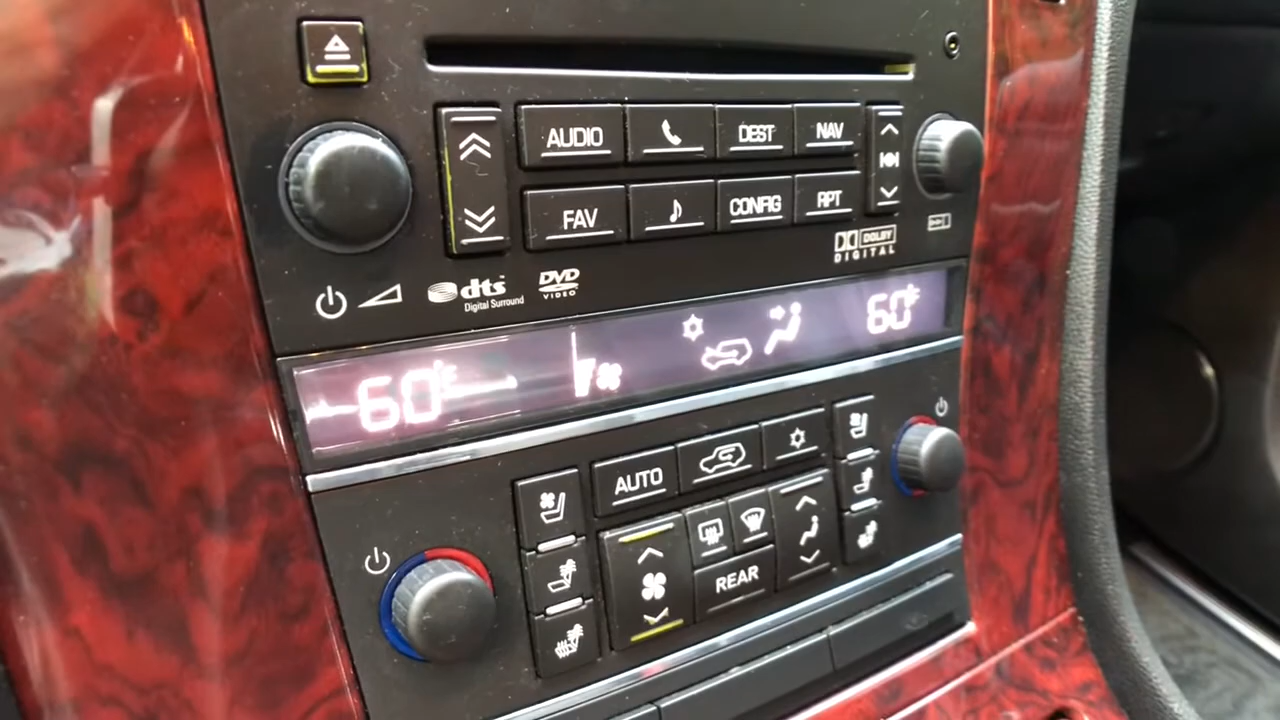 AUDIO DEST NAV
FAV CONFIG RPT
DOLBY
DIGITAL
dts
Digital Surround
DVD
VIDEO
60°F 60°F
AUTO
REAR